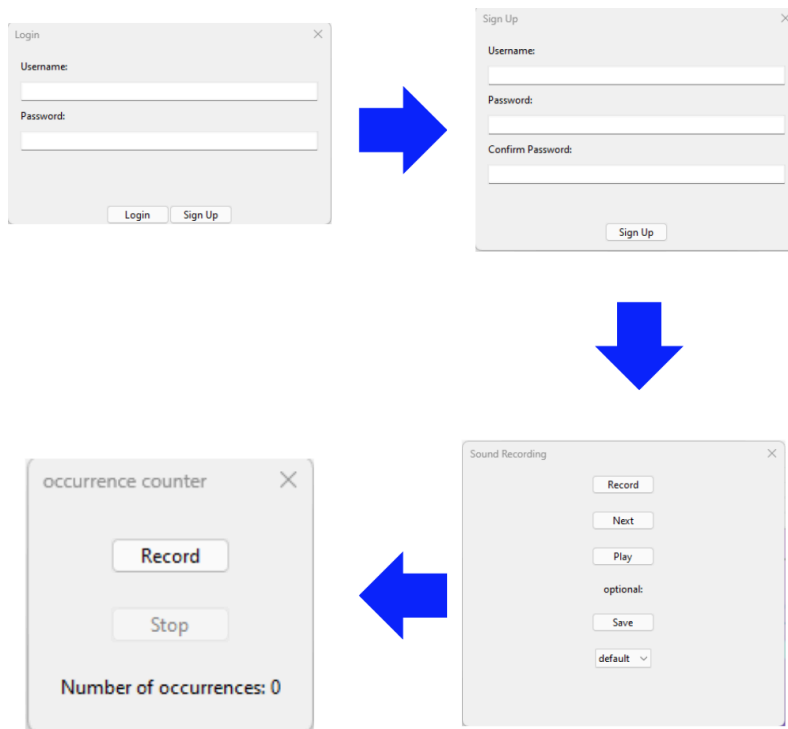 Login
Username:
Password:
Login Sign Up
Sign Up
Username:
Password:
Confirm Password:
Sign Up
Sound Recording
Record
Next
Play
optional:
Save
default
occurrence counter
Record
Stop
Number of occurrences: 0